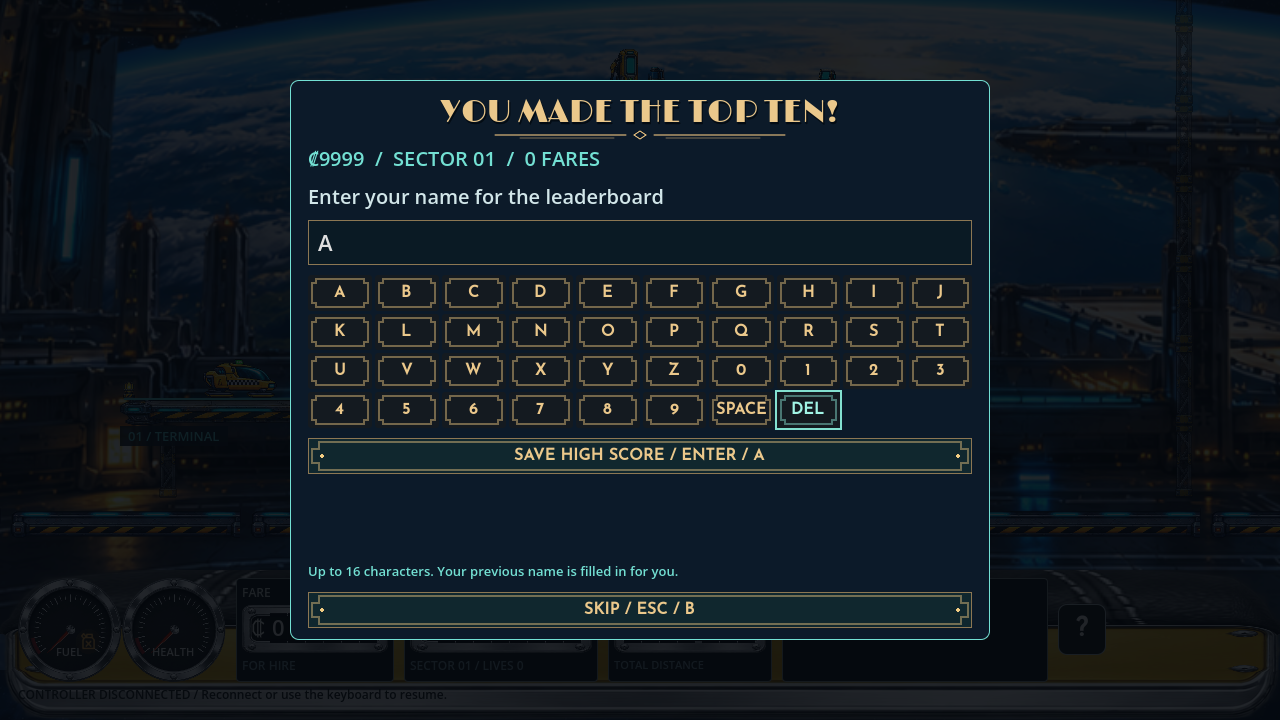 YOU MADE THE TOP TEN!
₡9999 / SECTOR 01 / 0 FARES
Enter your name for the leaderboard
A
A B C D E F G H I J
K L M N O P Q R S T
U V W X Y Z 0 1 2 3
4 5 6 7 8 9 SPACE DEL
01 / TERMINAL
SAVE HIGH SCORE / ENTER / A
Up to 16 characters. Your previous name is filled in for you.
SKIP / ESC / B
FARE
₡ 0
?
FUEL
HEALTH
FOR HIRE
SECTOR 01 / LIVES 0
TOTAL DISTANCE
CONTROLLER DISCONNECTED / Reconnect or use the keyboard to resume.